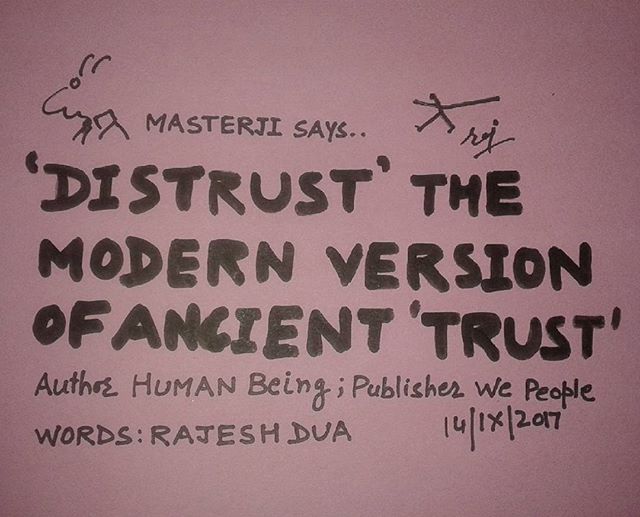 MASTERJI SAYS..
raj
'DISTRUST' THE
MODERN VERSION
OF ANCIENT 'TRUST'
Author HUMAN Being; Publisher We People
WORDS: RAJESH DUA
14/IX/2017